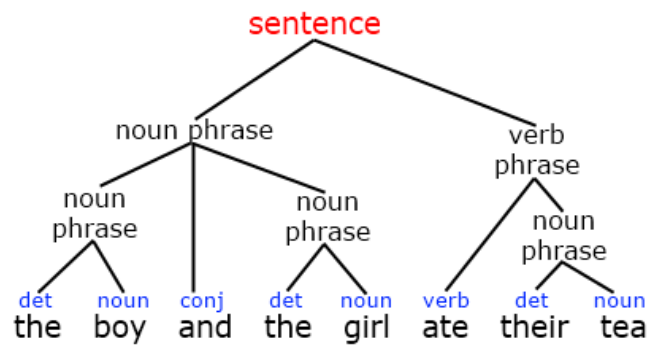 sentence
noun phrase
verb
phrase
noun
phrase
noun
phrase
noun
phrase
det noun conj det noun verb det noun
the boy and the girl ate their tea